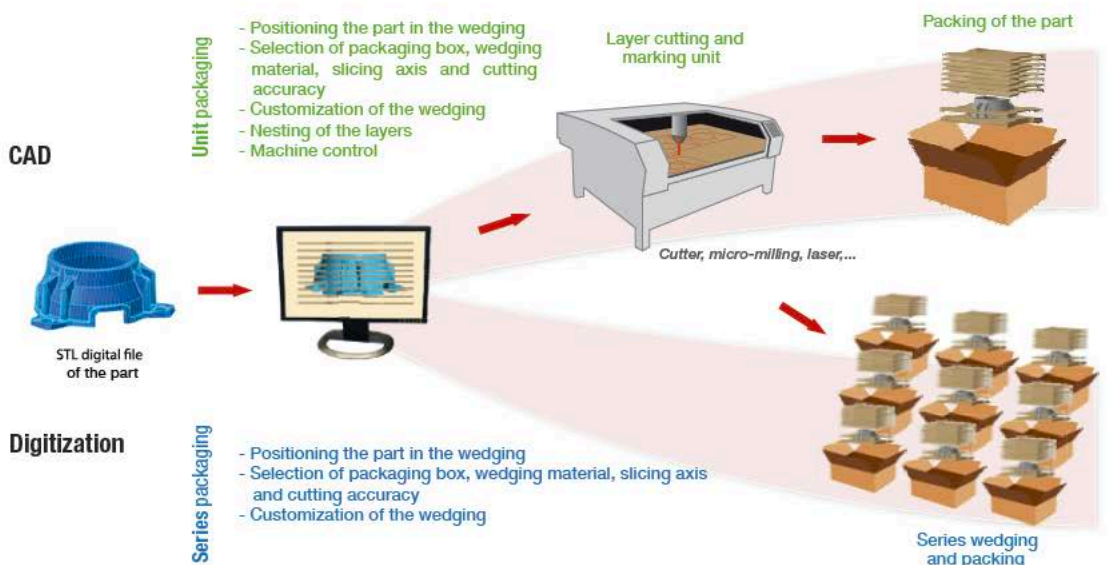 Unit packaging
- Positioning the part in the wedging
- Selection of packaging box, wedging
material, slicing axis and cutting
accuracy
- Customization of the wedging
- Nesting of the layers
- Machine control
Layer cutting and
marking unit
Packing of the part
CAD
Cutter, micro-milling, laser,...
STL digital file
of the part
Digitization
Series packaging
- Positioning the part in the wedging
- Selection of packaging box, wedging material, slicing axis
and cutting accuracy
- Customization of the wedging
Series wedging
and packing